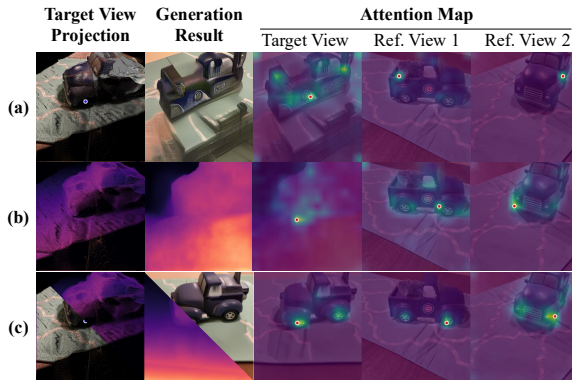 Target View Projection
Generation Result
Attention Map
Target View
Ref. View 1
Ref. View 2
(a)
(b)
(c)